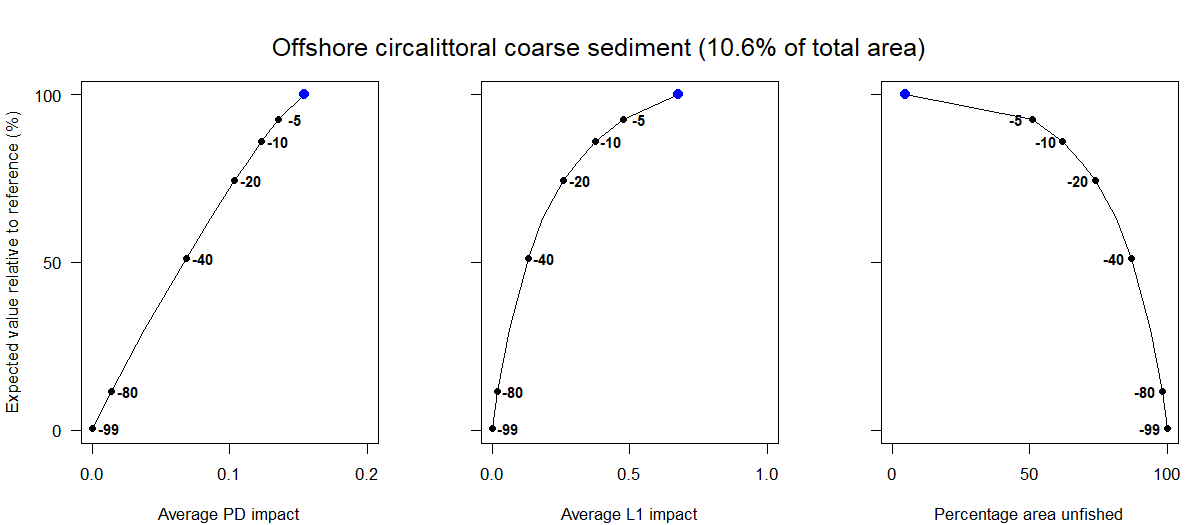 Offshore circalittoral coarse sediment (10.6% of total area)
Expected value relative to reference (%)
100
50
0
-5
-10
-20
-40
-80
-99
0.0 0.1 0.2
Average PD impact
-5
-10
-20
-40
-80
-99
0.0 0.5 1.0
Average L1 impact
-5
-10
-20
-40
-80
-99
0 50 100
Percentage area unfished